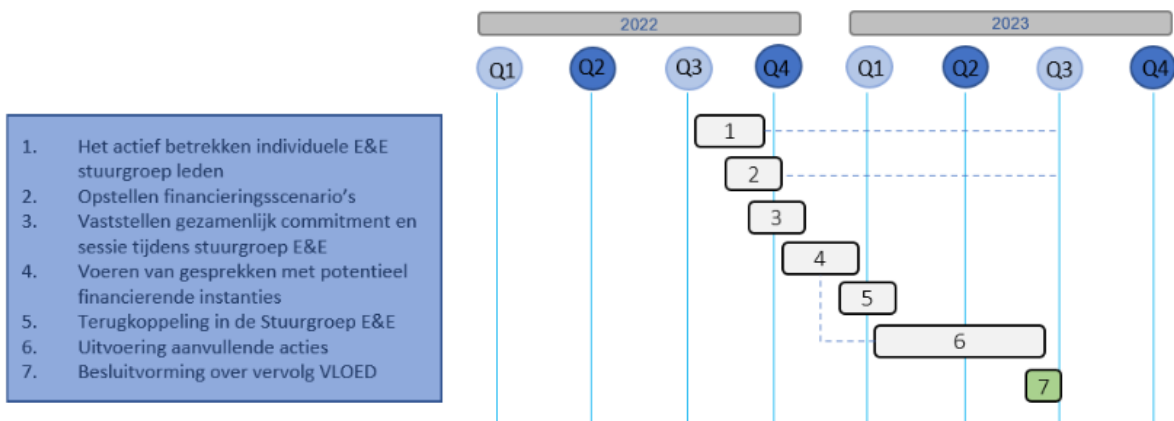 2022
2023
Q1
Q2
Q3
Q4
Q1
Q2
Q3
Q4
1. Het actief betrekken individuele E&E
stuurgroep leden
2. Opstellen financieringsscenario's
3. Vaststellen gezamenlijk commitment en
sessie tijdens stuurgroep E&E
4. Voeren van gesprekken met potentieel
financierende instanties
5. Terugkoppeling in de Stuurgroep E&E
6. Uitvoering aanvullende acties
7. Besluitvorming over vervolg VLOED
1
2
3
4
5
6
7